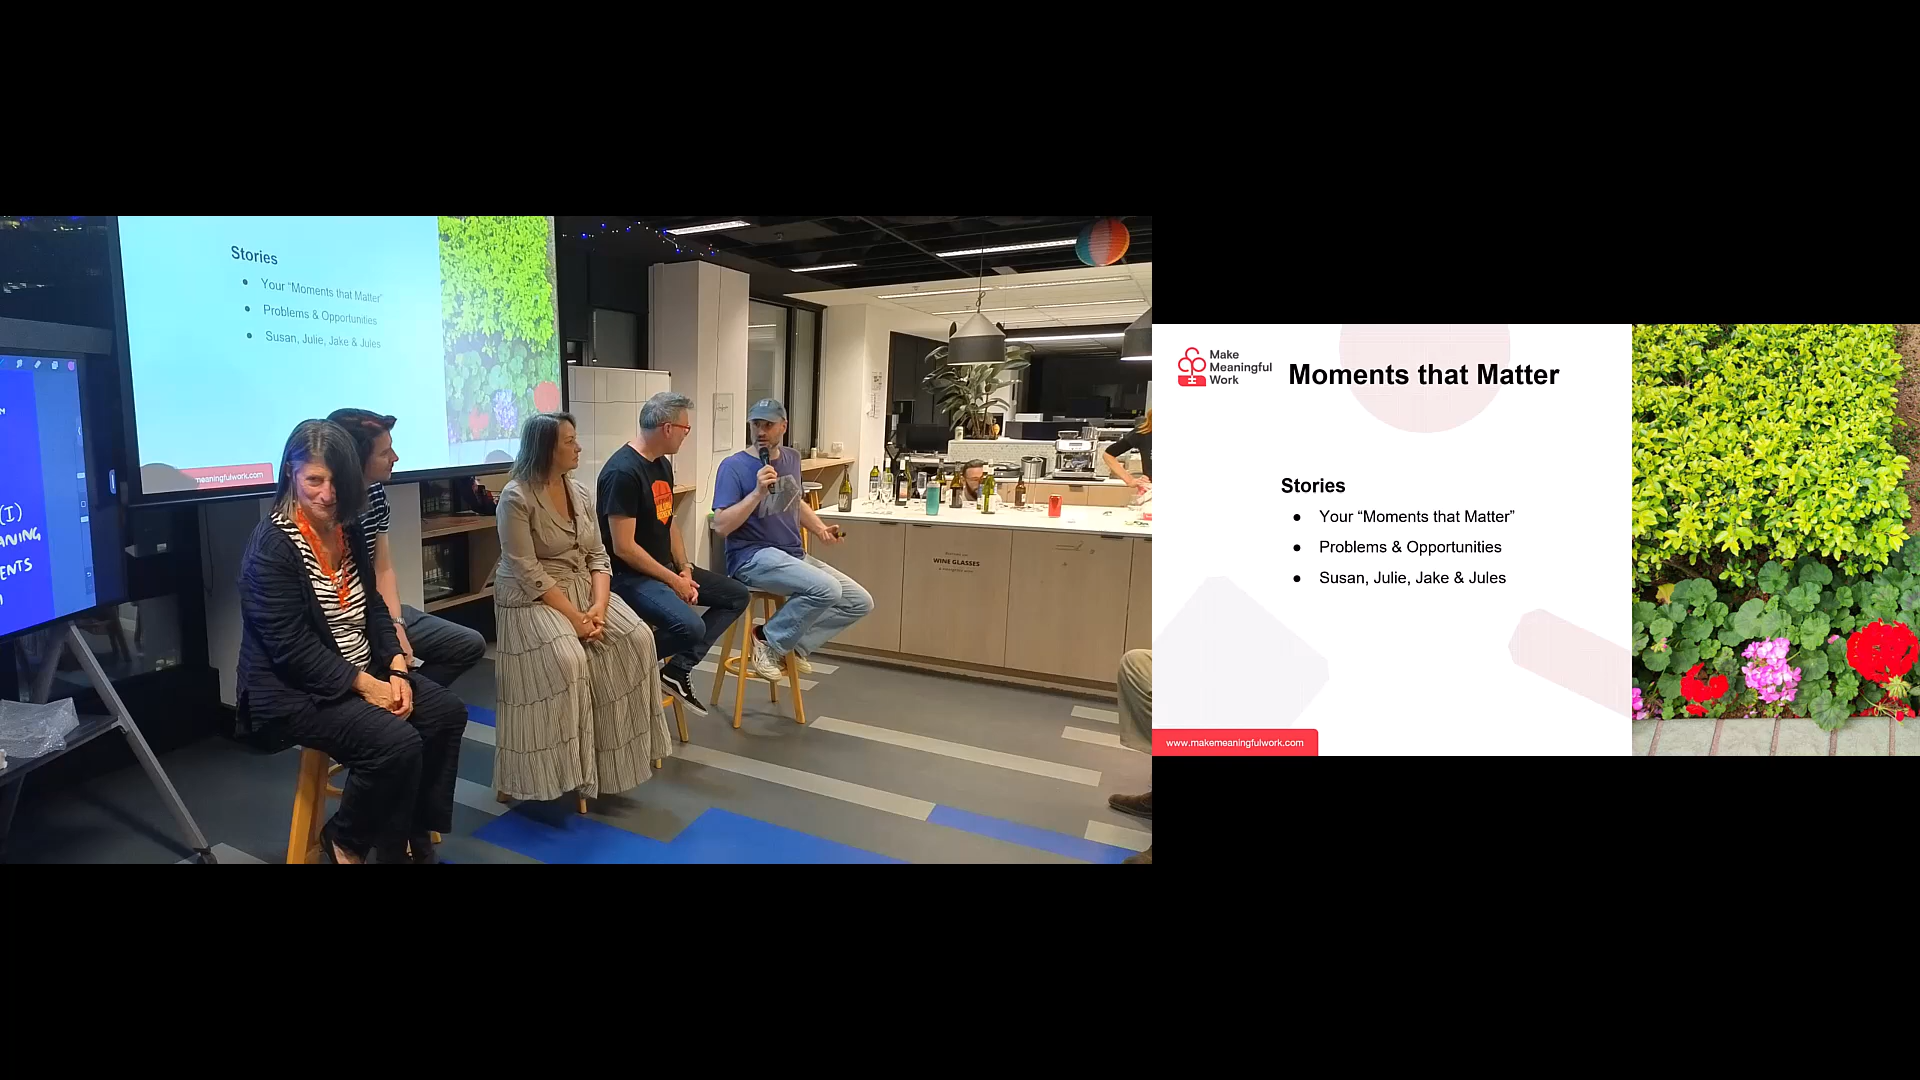 Stories
Your “Moments that Matter”
Problems & Opportunities
Susan, Julie, Jake & Jules
meaningfulwork.com
(I)
ANING
ENTS
WINE GLASSES
Make
Meaningful
Work
Moments that Matter
Stories
● Your “Moments that Matter”
● Problems & Opportunities
● Susan, Julie, Jake & Jules
www.makemeaningfulwork.com